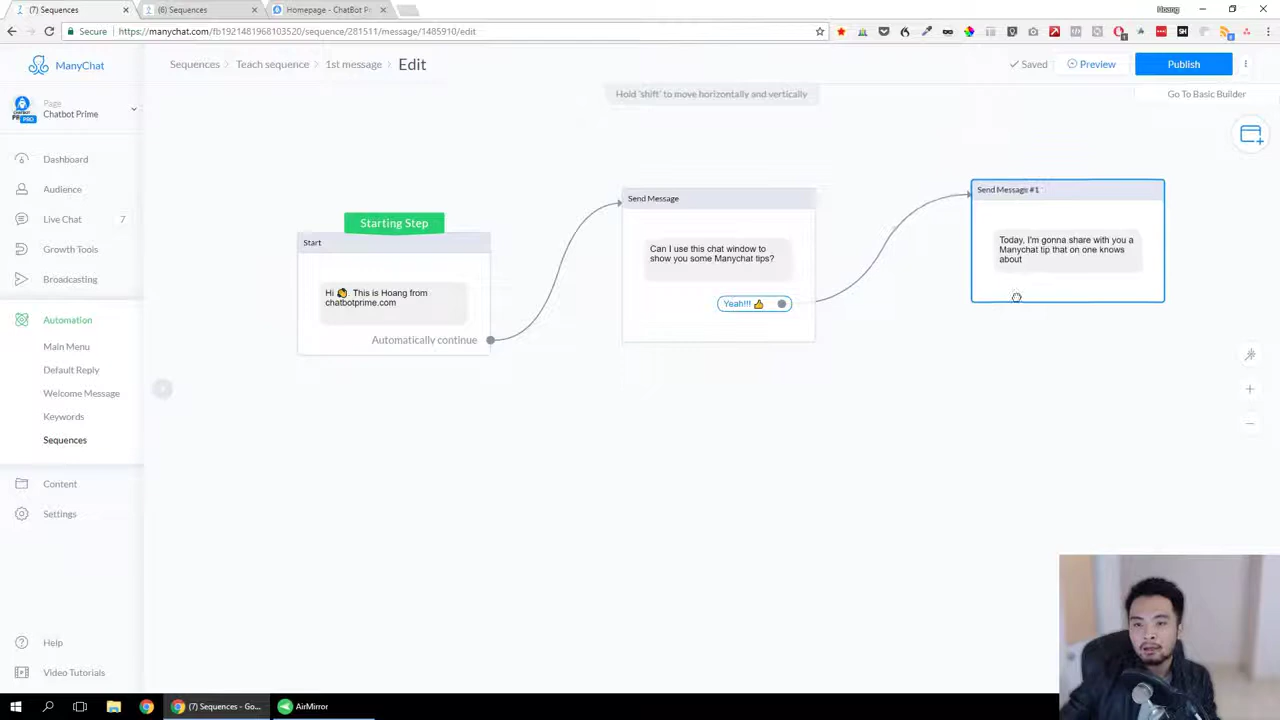 (7) Sequences
(6) Sequences
Homepage - ChatBot Pr
Hoang
Secure
https://manychat.com/fb1921481968103520/sequence/281511/message/1485910/edit
ManyChat
Sequences > Teach sequence > 1st message > Edit
Saved
Preview
Publish
Hold 'shift' to move horizontally and vertically
Go To Basic Builder
Page
Chatbot Prime
PRO
Dashboard
Audience
Live Chat 7
Growth Tools
Broadcasting
Automation
Main Menu
Default Reply
Welcome Message
Keywords
Sequences
Content
Settings
Help
Video Tutorials
Starting Step
Start
Hi 👋 This is Hoang from
chatbotprime.com
Automatically continue
Send Message
Can I use this chat window to
show you some Manychat tips?
Yeah!!! 👍
Send Message #1
Today, I'm gonna share with you a
Manychat tip that on one knows
about
(7) Sequences - Go...
AirMirror